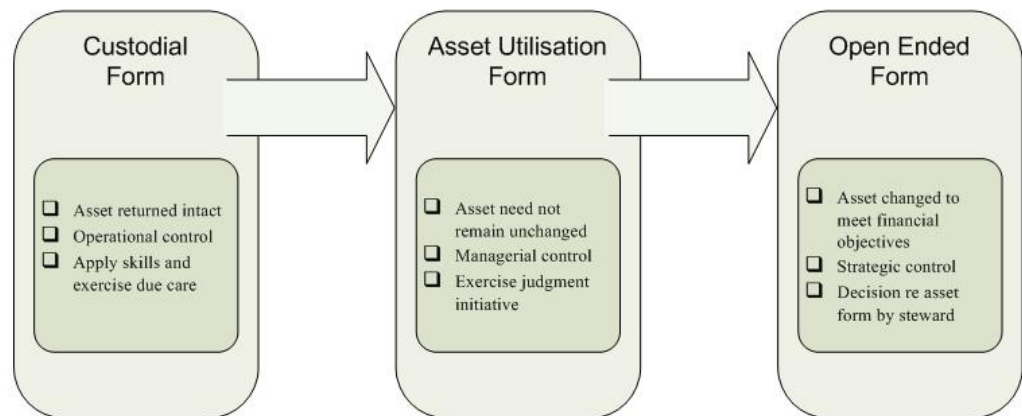 Custodial
Form
Asset returned intact
Operational control
Apply skills and
exercise due care
Asset Utilisation
Form
Asset need not
remain unchanged
Managerial control
Exercise judgment
initiative
Open Ended
Form
Asset changed to
meet financial
objectives
Strategic control
Decision re asset
form by steward